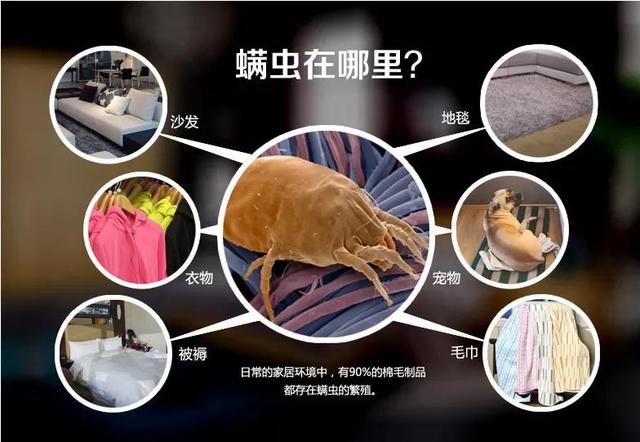 螨虫在哪里?
沙发
地毯
衣物
宠物
被褥
毛巾
日常的家居环境中，有90%的棉毛制品
都存在螨虫的繁殖。